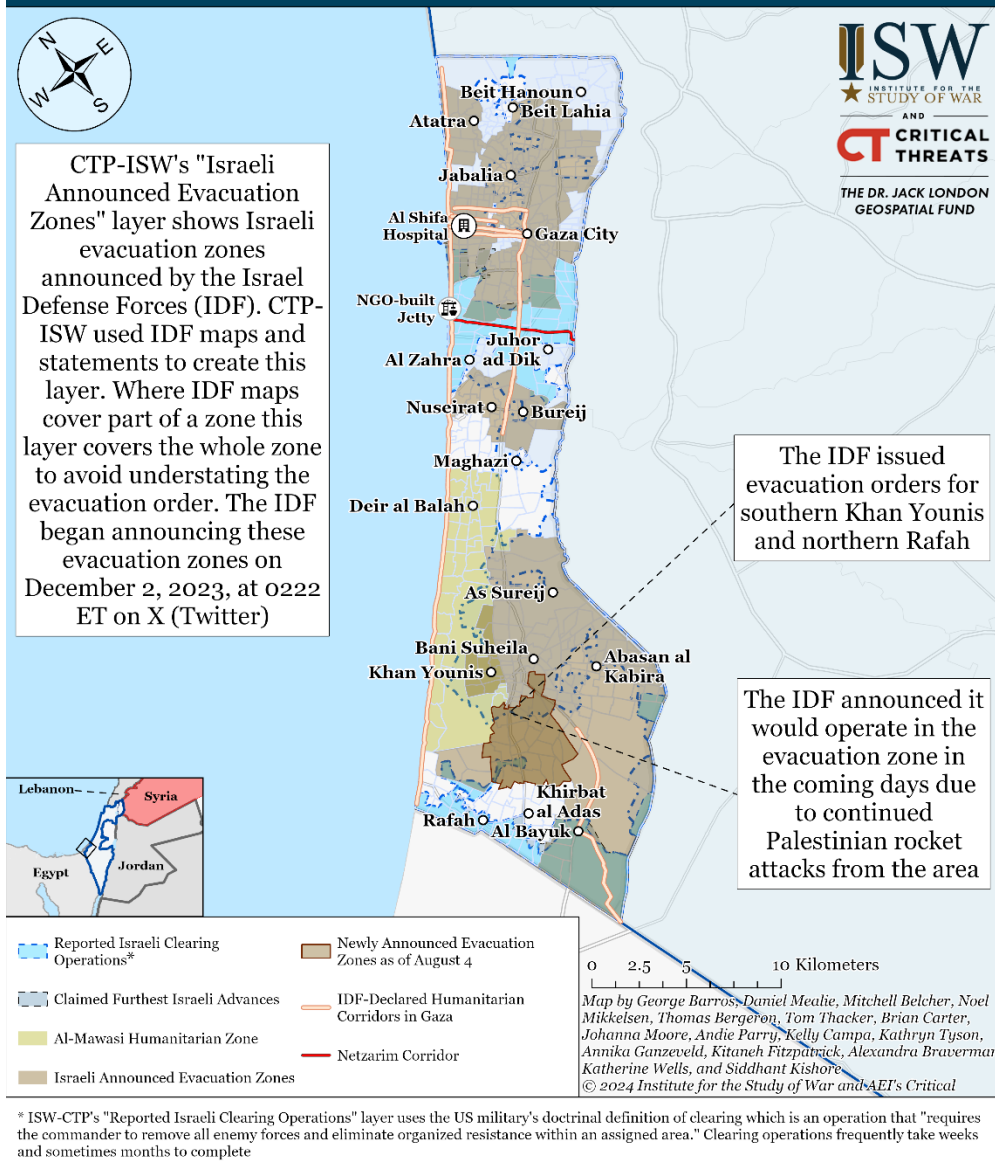 N
E
W
S
ISW
INSTITUTE FOR THE
STUDY OF WAR
AND
CT CRITICAL
THREATS
THE DR. JACK LONDON
GEOSPATIAL FUND
CTP-ISW's "Israeli
Announced Evacuation
Zones" layer shows Israeli
evacuation zones
announced by the Israel
Defense Forces (IDF). CTP-
ISW used IDF maps and
statements to create this
layer. Where IDF maps
cover part of a zone this
layer covers the whole
zone to avoid understating the
evacuation order. The IDF
began announcing these
evacuation zones on
December 2, 2023, at 0222
ET on X (Twitter)
Beit Hanoun
Beit Lahia
Atatra
Jabalia
Al Shifa
Hospital
Gaza City
NGO-built
Jetty
Juhor
ad Dik
Al Zahra
Nuseirat
Bureij
Maghazi
Deir al Balah
As Sureij
Bani Suheila
Khan Younis
Abasan al
Kabira
Khirbat
al Adas
Rafah
Al Bayuk
The IDF issued
evacuation orders for
southern Khan Younis
and northern Rafah
The IDF announced it
would operate in the
evacuation zone in
the coming days due
to continued
Palestinian rocket
attacks from the area
Lebanon
Syria
Egypt
Jordan
Reported Israeli Clearing
Operations*
Claimed Furthest Israeli Advances
Al-Mawasi Humanitarian Zone
Israeli Announced Evacuation Zones
Newly Announced Evacuation
Zones as of August 4
IDF-Declared Humanitarian
Corridors in Gaza
Netzarim Corridor
0 2.5 5 10 Kilometers
Map by George Barros, Daniel Mealie, Mitchell Belcher, Noel
Mikkelsen, Thomas Bergeron, Tom Thacker, Brian Carter,
Johanna Moore, Andie Parry, Kelly Campa, Kathryn Tyson,
Annika Ganzeveld, Kitaneh Fitzpatrick, Alexandra Braverman
Katherine Wells, and Siddhant Kishore
© 2024 Institute for the Study of War and AEI's Critical
* ISW-CTP's "Reported Israeli Clearing Operations" layer uses the US military's doctrinal definition of clearing which is an operation that "requires
the commander to remove all enemy forces and eliminate organized resistance within an assigned area." Clearing operations frequently take weeks
and sometimes months to complete